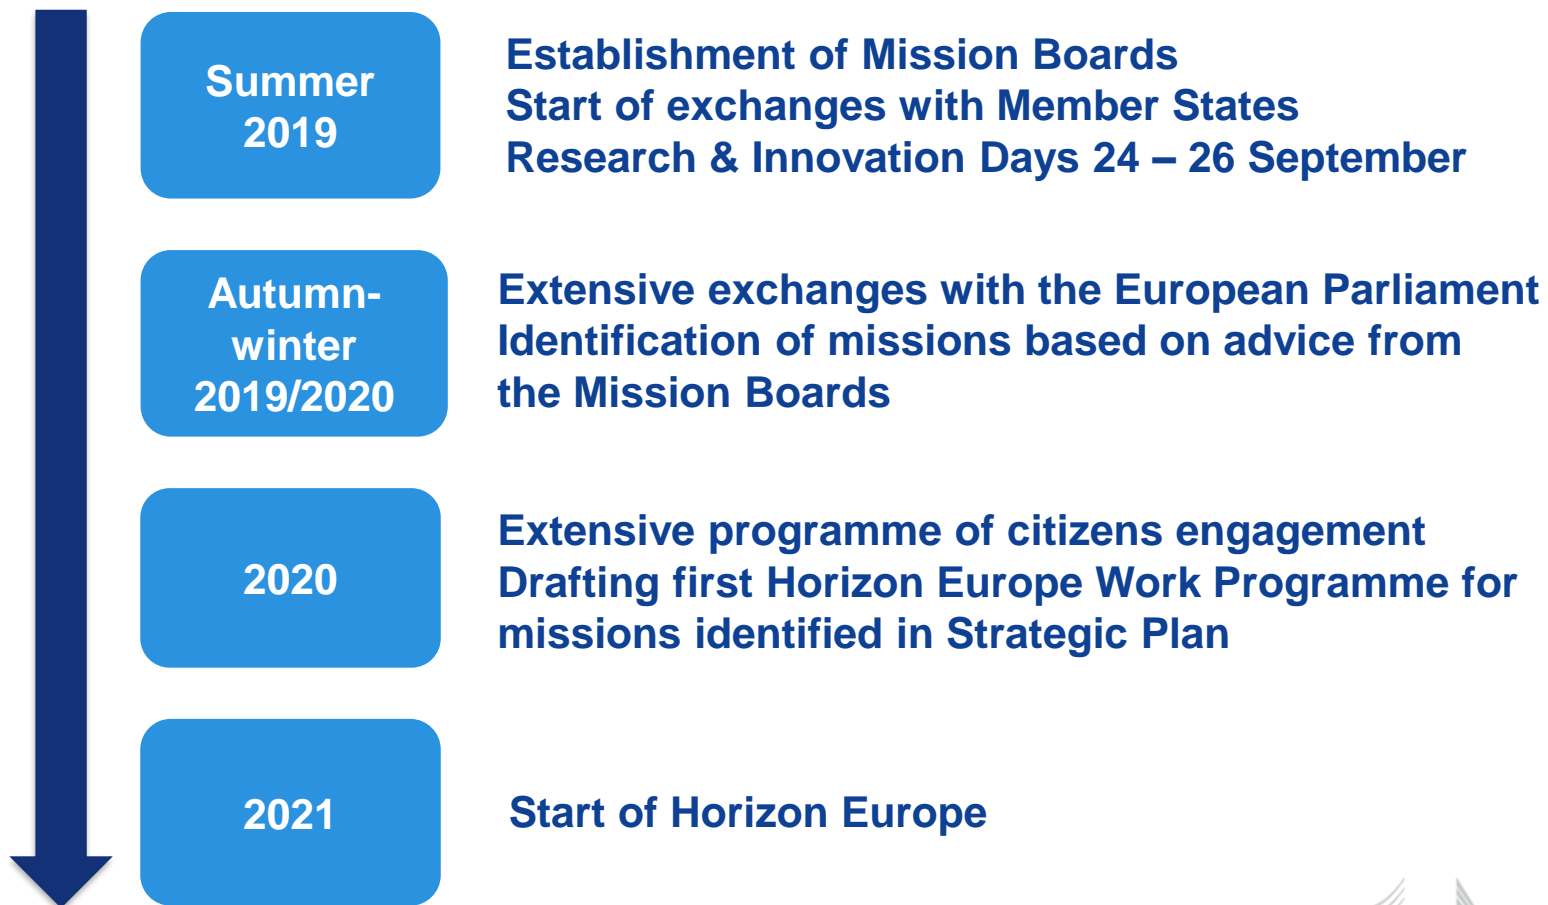 Summer
2019
Establishment of Mission Boards
Start of exchanges with Member States
Research & Innovation Days 24 – 26 September
Autumn-
winter
2019/2020
Extensive exchanges with the European Parliament
Identification of missions based on advice from
the Mission Boards
2020
Extensive programme of citizens engagement
Drafting first Horizon Europe Work Programme for
missions identified in Strategic Plan
2021
Start of Horizon Europe